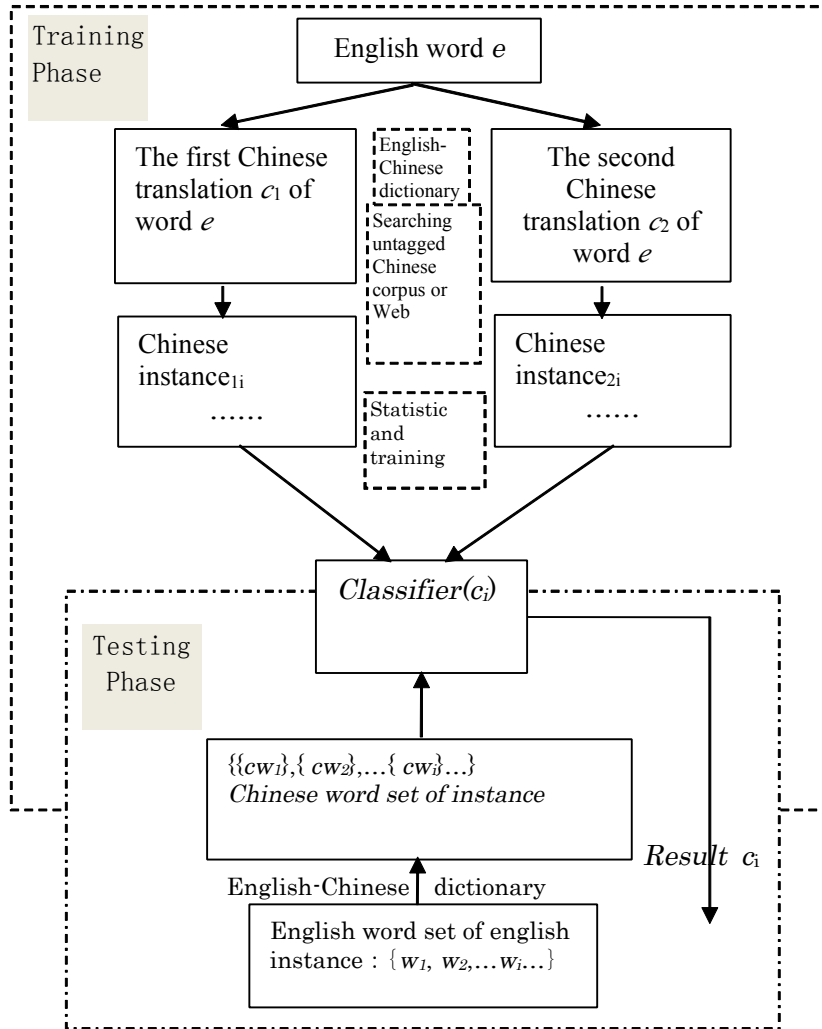 Training
Phase
English word e
The first Chinese
translation c₁ of
word e
English-
Chinese
dictionary
Searching
untagged
Chinese
corpus or
Web
The second
Chinese
translation c₂ of
word e
Chinese
instance₁ᵢ
……
Statistic
and
training
Chinese
instance₂ᵢ
……
Classifier(cᵢ)
Testing
Phase
{{cw₁},{ cw₂},…{ cwᵢ}…}
Chinese word set of instance
Result cᵢ
English-Chinese dictionary
English word set of english
instance : {w₁, w₂,…wᵢ…}